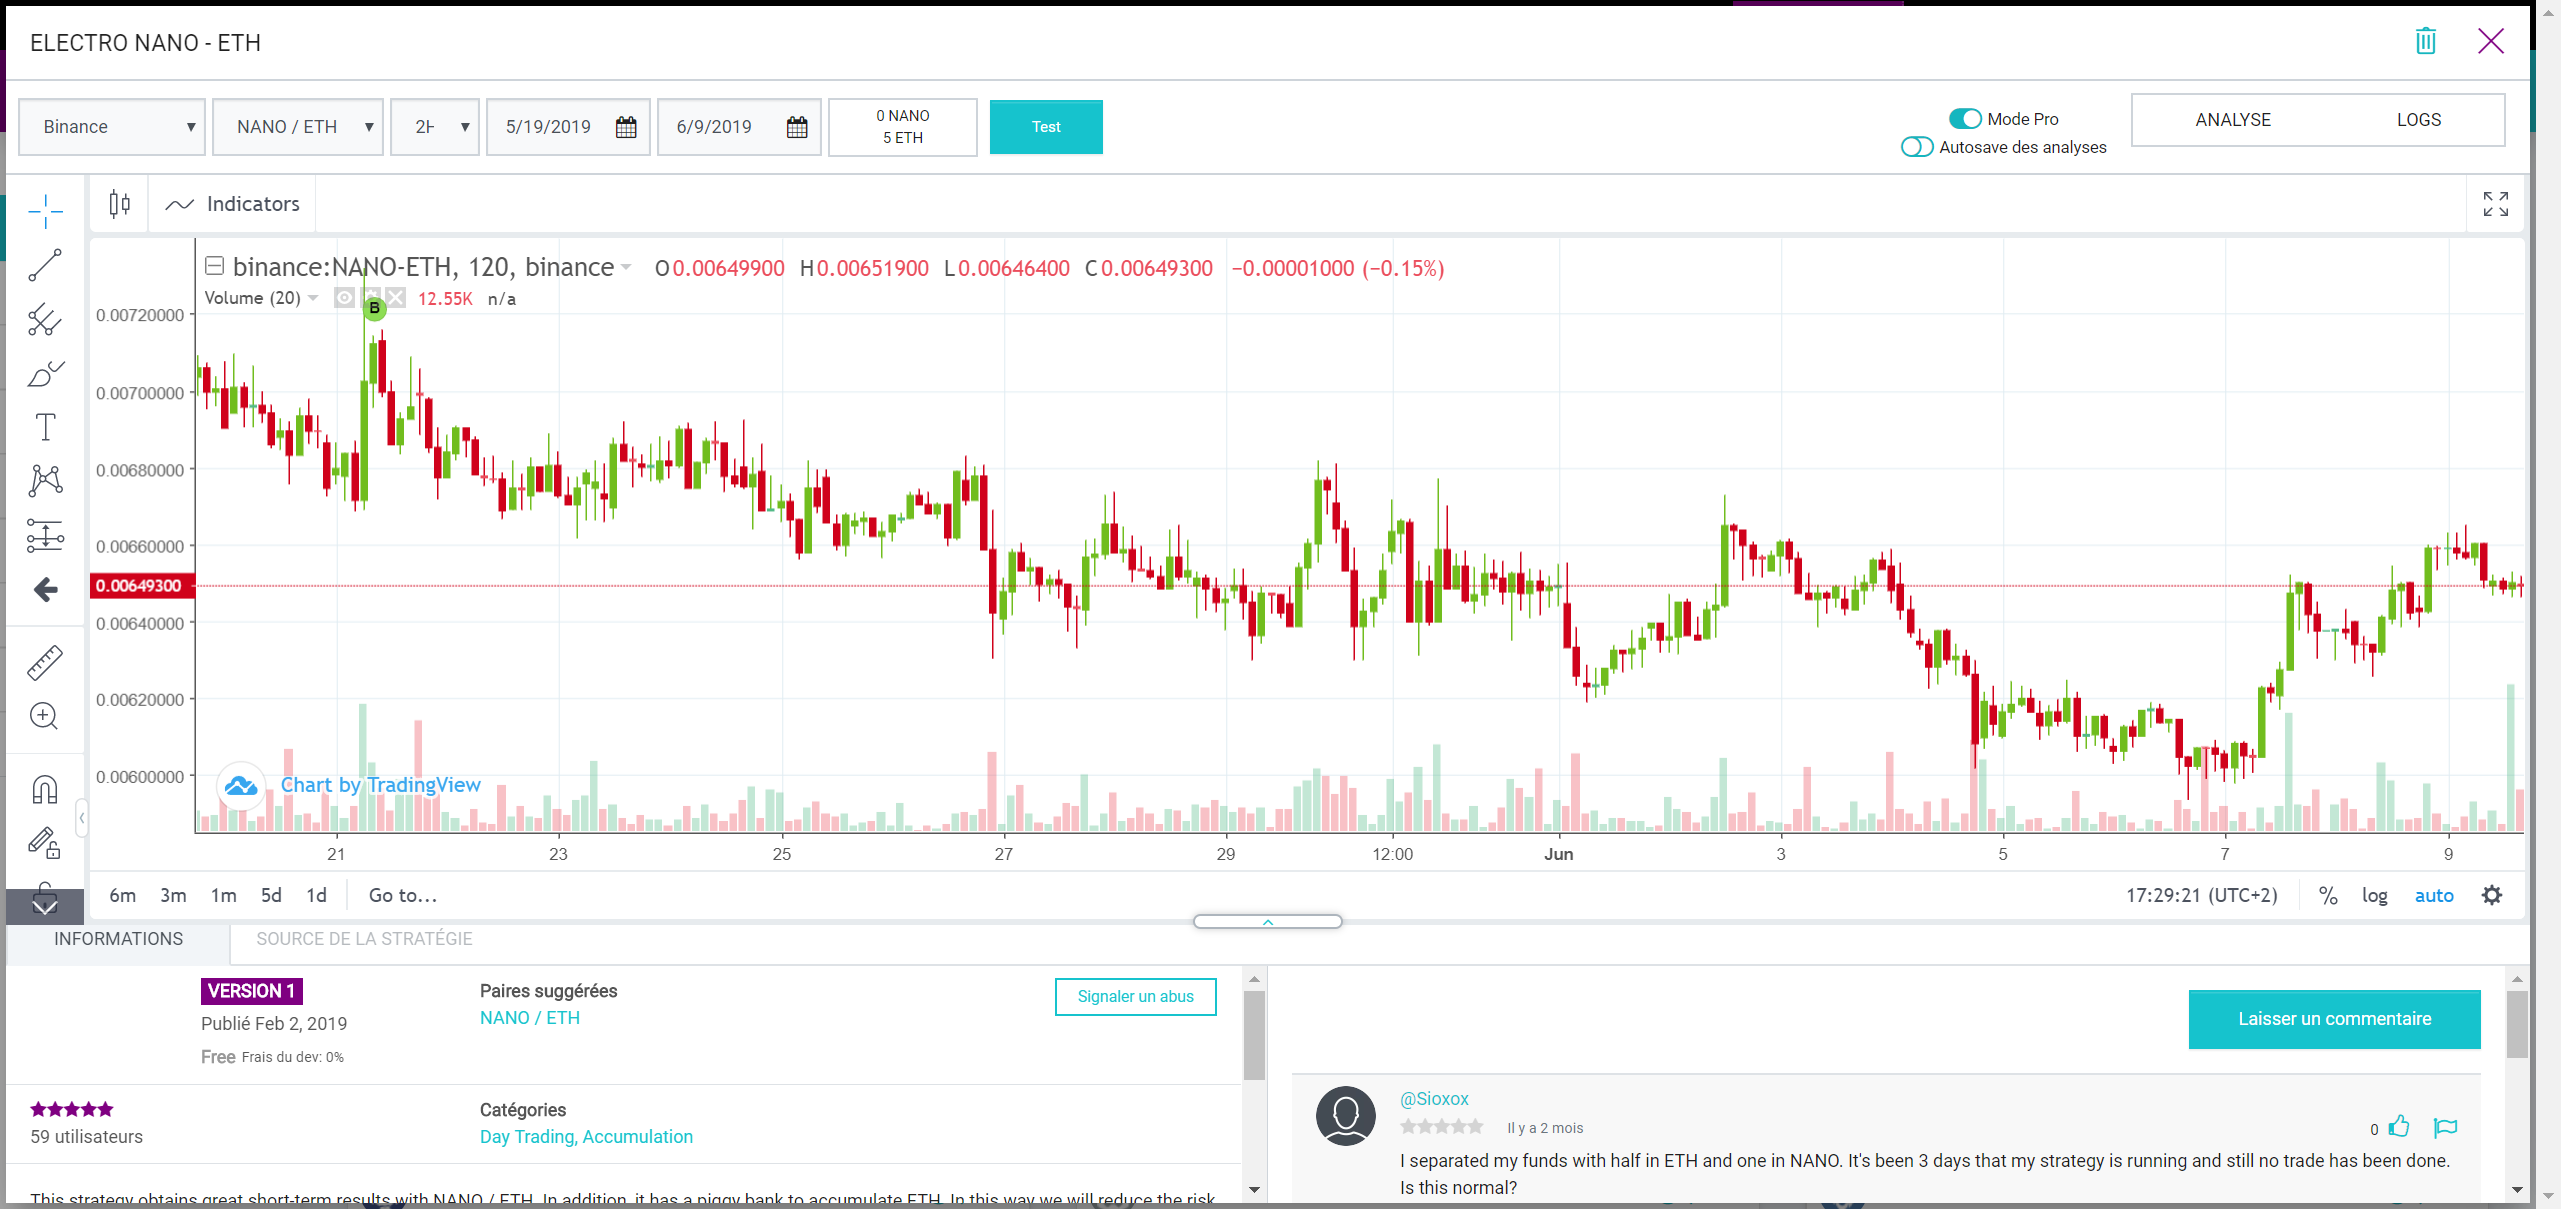 ELECTRO NANO - ETH
Binance
NANO / ETH
2H
5/19/2019
6/9/2019
0 NANO
5 ETH
Test
Mode Pro
Autosave des analyses
ANALYSE
LOGS
Indicators
binance:NANO-ETH, 120, binance O0.00649900 H0.00651900 L0.00646400 C0.00649300 −0.00001000 (−0.15%)
Volume (20) 12.55K n/a
B
0.00720000
0.00700000
0.00680000
0.00660000
0.00649300
0.00640000
0.00620000
0.00600000
Chart by TradingView
21 23 25 27 29 12:00 Jun 3 5 7 9
6m 3m 1m 5d 1d Go to...
17:29:21 (UTC+2) % log auto
INFORMATIONS
SOURCE DE LA STRATÉGIE
VERSION 1
Publié Feb 2, 2019
Free Frais du dev: 0%
Paires suggérées
NANO / ETH
Signaler un abus
59 utilisateurs
Catégories
Day Trading, Accumulation
This strategy obtains great short-term results with NANO / ETH. In addition, it has a piggy bank to accumulate ETH. In this way we will reduce the risk
Laisser un commentaire
@Sioxox
Il y a 2 mois
0
I separated my funds with half in ETH and one in NANO. It's been 3 days that my strategy is running and still no trade has been done.
Is this normal?